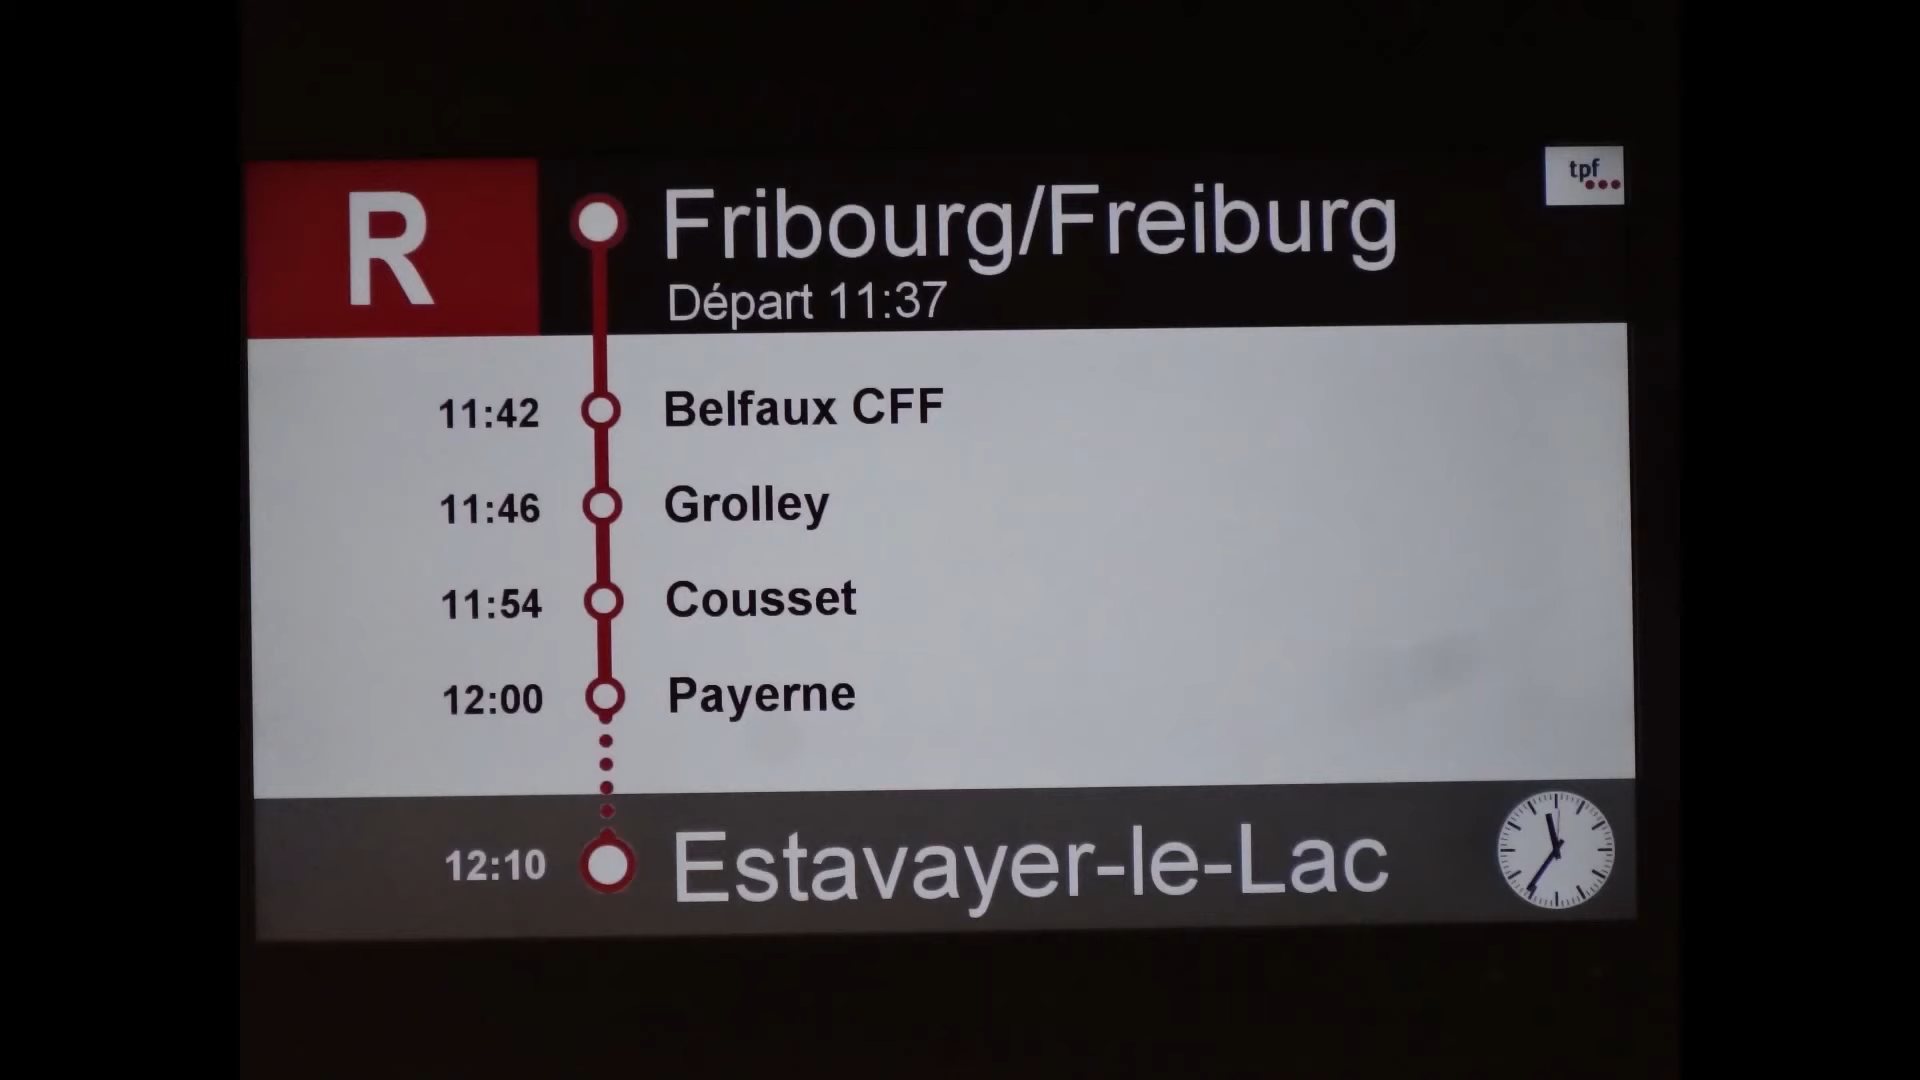 R
Fribourg/Freiburg
tpf
Départ 11:37
11:42 Belfaux CFF
11:46 Grolley
11:54 Cousset
12:00 Payerne
12:10 Estavayer-le-Lac